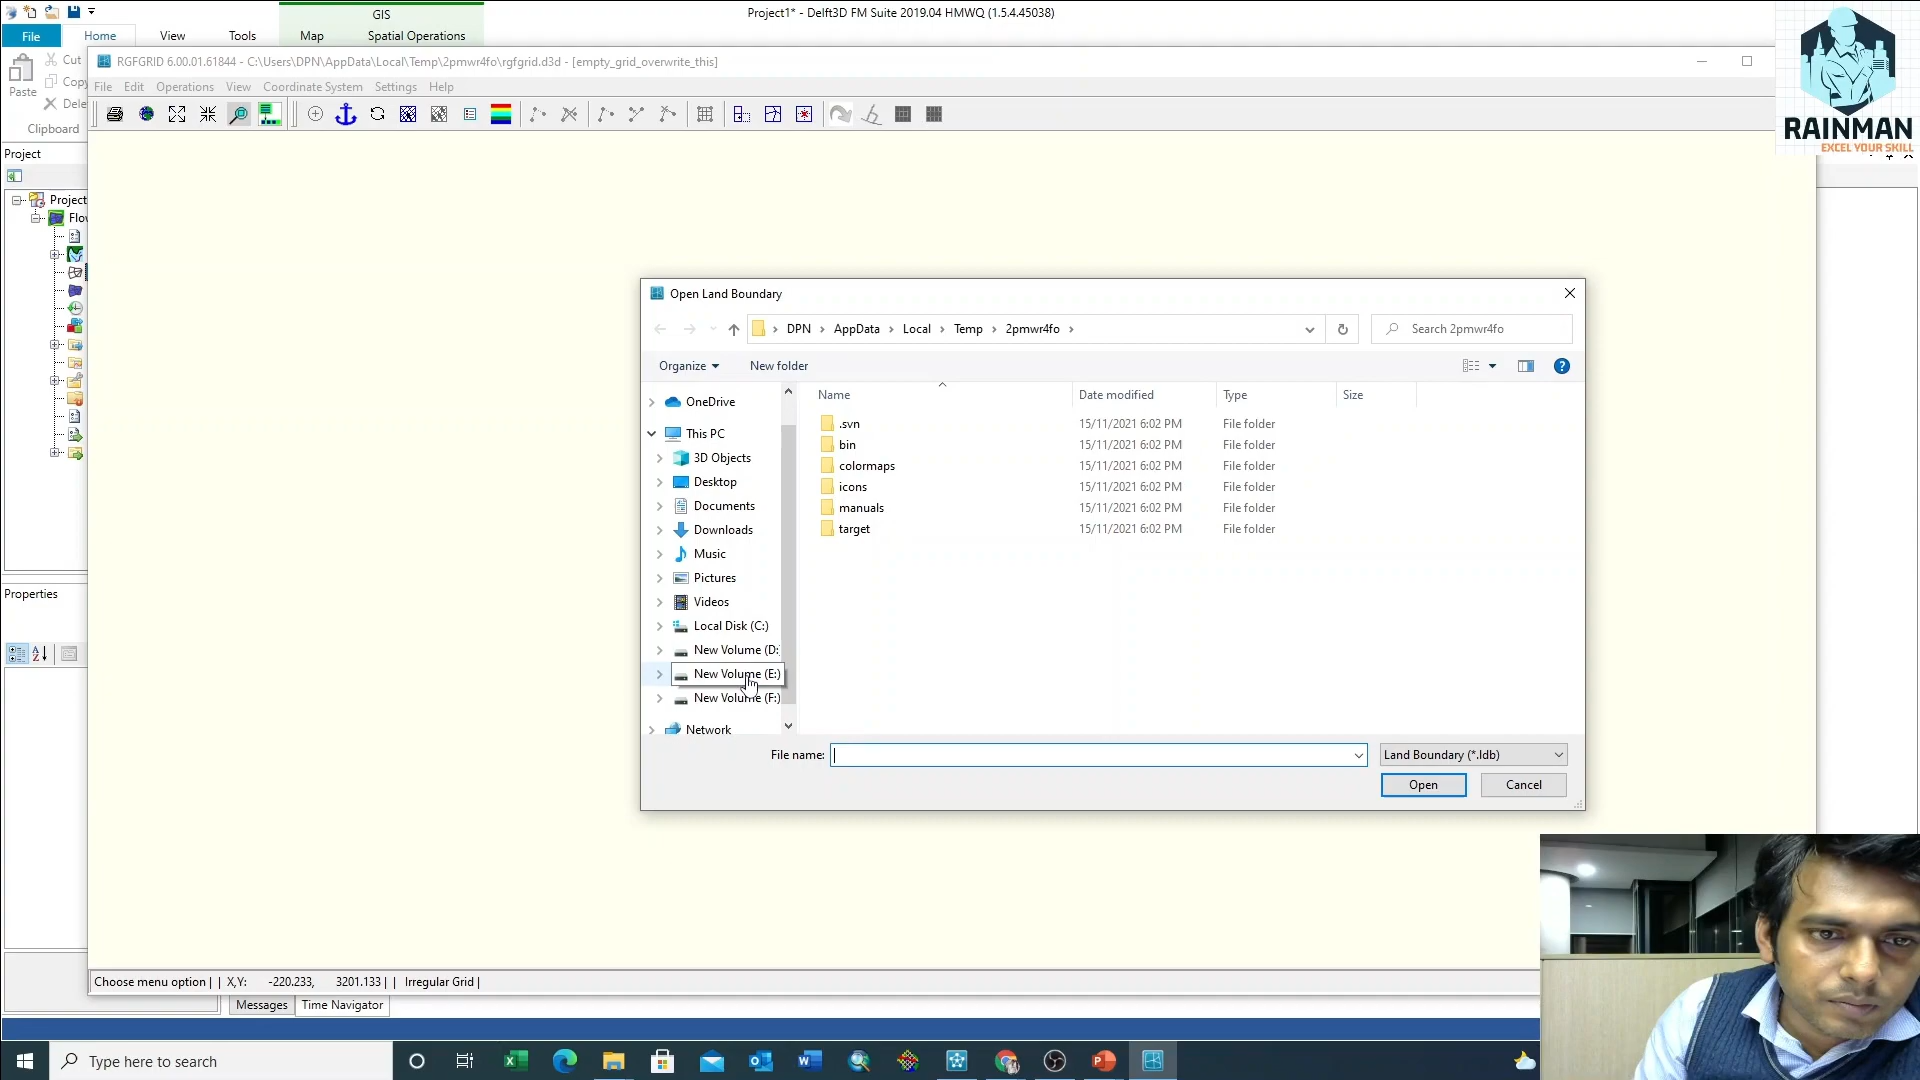 GIS
Project1* - Delft3D FM Suite 2019.04 HMWQ (1.5.4.45038)
File Home View Tools Map Spatial Operations
Paste
Cut
Copy
Dele
Clipboard
RGFGRID 6.00.01.61844 - C:\Users\DPN\AppData\Local\Temp\2pmwr4fo\rgfgrid.d3d - [empty_grid_overwrite_this]
File Edit Operations View Coordinate System Settings Help
RAINMAN
EXCEL YOUR SKILL
Project
Project
Flo
Properties
Open Land Boundary
DPN AppData Local Temp 2pmwr4fo
Search 2pmwr4fo
Organize New folder
Name Date modified Type Size
.svn 15/11/2021 6:02 PM File folder
bin 15/11/2021 6:02 PM File folder
colormaps 15/11/2021 6:02 PM File folder
icons 15/11/2021 6:02 PM File folder
manuals 15/11/2021 6:02 PM File folder
target 15/11/2021 6:02 PM File folder
OneDrive
This PC
3D Objects
Desktop
Documents
Downloads
Music
Pictures
Videos
Local Disk (C:)
New Volume (D:
New Volume (E:)
New Volume (F:)
Network
File name:
Land Boundary (*.ldb)
Open Cancel
Choose menu option | | X,Y: -220.233, 3201.133 | | Irregular Grid |
Messages Time Navigator
Type here to search